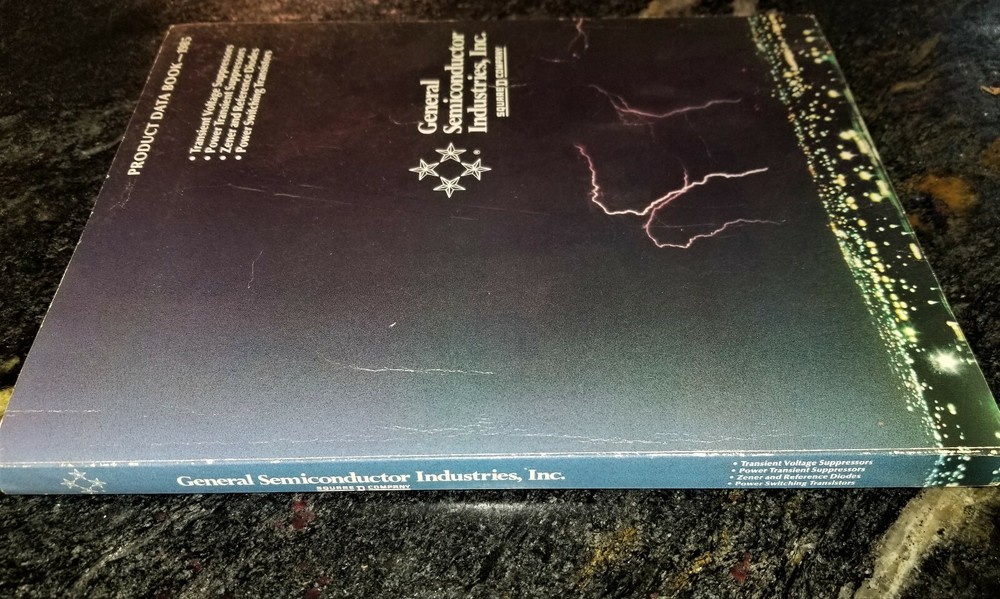 PRODUCT DATA BOOK—1985
• Transient Voltage Suppressors
• Power Transient Suppressors
• Zener and Reference Diodes
• Power Switching Transistors
General
Semiconductor
Industries, Inc.
SQUARE D COMPANY
®
General Semiconductor Industries, Inc.
SQUARE D COMPANY
• Transient Voltage Suppressors
• Power Transient Suppressors
• Zener and Reference Diodes
• Power Switching Transistors